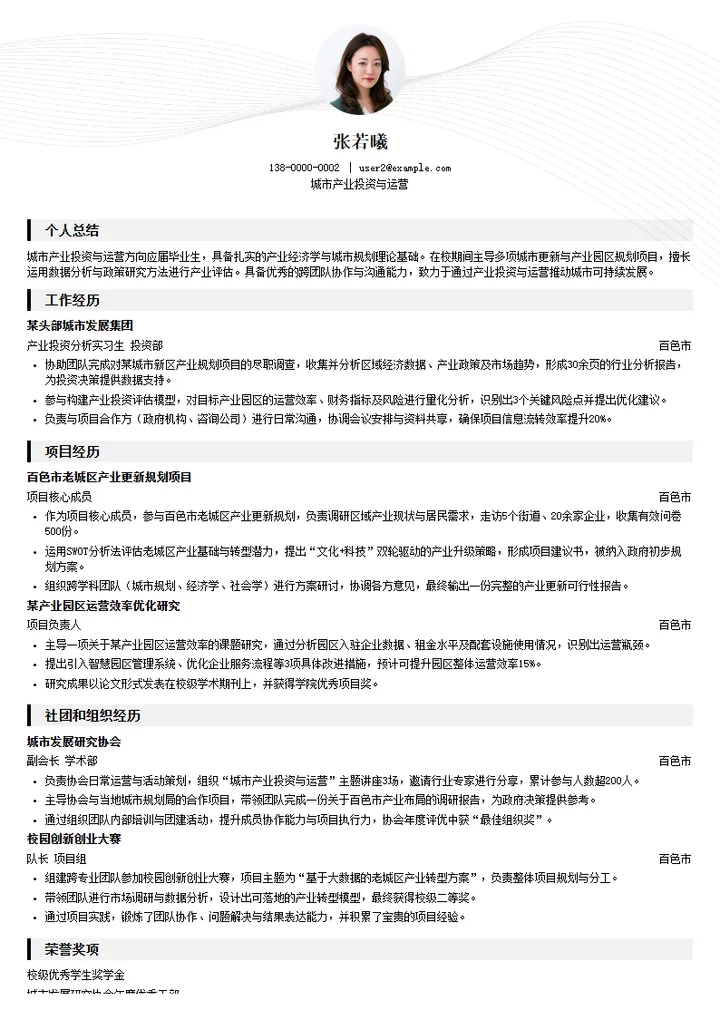 张若曦
138-0000-0002 | user2@example.com
城市产业投资与运营
个人总结
城市产业投资与运营方向应届毕业生，具备扎实的产业经济学与城市规划理论基础。在校期间主导多项城市更新与产业园区规划项目，擅长
运用数据分析与政策研究方法进行产业评估。具备优秀的跨团队协作与沟通能力，致力于通过产业投资与运营推动城市可持续发展。
工作经历
某头部城市发展集团
产业投资分析实习生 投资部 百色市
• 协助团队完成对某城市新区产业规划项目的尽职调查，收集并分析区域经济数据、产业政策及市场趋势，形成30余页的行业分析报告，
为投资决策提供数据支持。
• 参与构建产业投资评估模型，对目标产业园区的运营效率、财务指标及风险进行量化分析，识别出3个关键风险点并提出优化建议。
• 负责与项目合作方（政府机构、咨询公司）进行日常沟通，协调会议安排与资料共享，确保项目信息流转效率提升20%。
项目经历
百色市老城区产业更新规划项目
项目核心成员 百色市
• 作为项目核心成员，参与百色市老城区产业更新规划，负责调研区域产业现状与居民需求，走访5个街道、20余家企业，收集有效问卷
500份。
• 运用SWOT分析法评估老城区产业基础与转型潜力，提出“文化+科技”双轮驱动的产业升级策略，形成项目建议书，被纳入政府初步规
划方案。
• 组织跨学科团队（城市规划、经济学、社会学）进行方案研讨，协调各方意见，最终输出一份完整的产业更新可行性报告。
某产业园区运营效率优化研究
项目负责人 百色市
• 主导一项关于某产业园区运营效率的课题研究，通过分析园区入驻企业数据、租金水平及配套设施使用情况，识别出运营瓶颈。
• 提出引入智慧园区管理系统、优化企业服务流程等3项具体改进措施，预计可提升园区整体运营效率15%。
• 研究成果以论文形式发表在校级学术期刊上，并获得学院优秀项目奖。
社团和组织经历
城市发展研究协会
副会长 学术部 百色市
• 负责协会日常运营与活动策划，组织“城市产业投资与运营”主题讲座3场，邀请行业专家进行分享，累计参与人数超200人。
• 主导协会与当地城市规划局的合作项目，带领团队完成一份关于百色市产业布局的调研报告，为政府决策提供参考。
• 通过组织团队内部培训与团建活动，提升成员协作能力与项目执行力，协会年度评优中获“最佳组织奖”。
校园创新创业大赛
队长 项目组 百色市
• 组建跨专业团队参加校园创新创业大赛，项目主题为“基于大数据的老城区产业转型方案”，负责整体项目规划与分工。
• 带领团队进行市场调研与数据分析，设计出可落地的产业转型模型，最终获得校级二等奖。
• 通过项目实践，锻炼了团队协作、问题解决与结果表达能力，并积累了宝贵的项目经验。
荣誉奖项
校级优秀学生奖学金
城市发展研究协会年度优秀干部